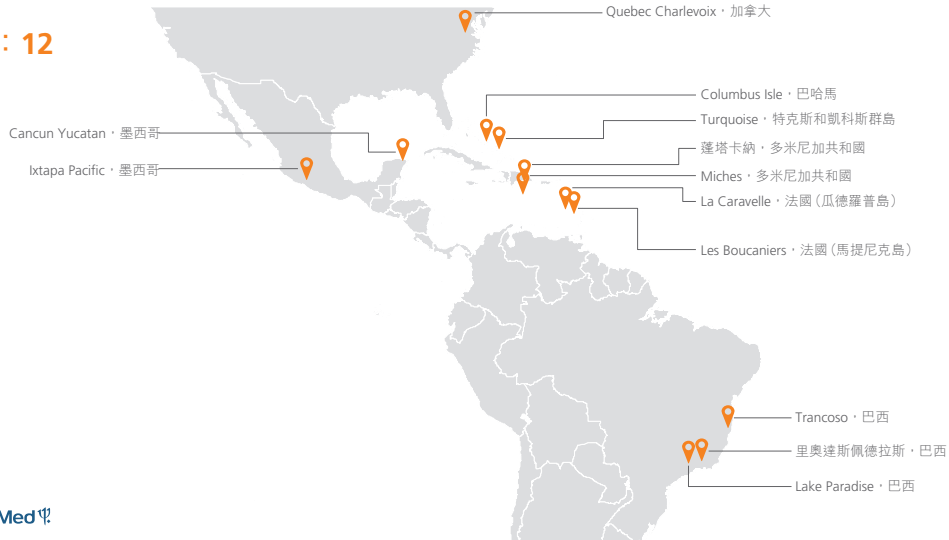 : 12
Quebec Charlevoix，加拿大
Columbus Isle，巴哈馬
Turquoise，特克斯和凱科斯群島
Cancun Yucatan，墨西哥
蓬塔卡納，多米尼加共和國
Ixtapa Pacific，墨西哥
Miches，多米尼加共和國
La Caravelle，法國（瓜德羅普島）
Les Boucaniers，法國（馬提尼克島）
Trancoso，巴西
里奧達斯佩德拉斯，巴西
Lake Paradise，巴西
Med